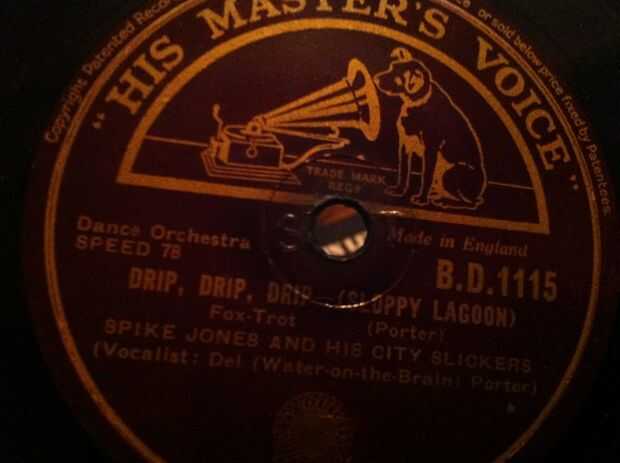 Copyright Patented Rec
or sold below price fixed by Patentees.
"HIS MASTER'S VOICE"
TRADE MARK
REGD
Dance Orchestra
SPEED 78
S
Made in England
B.D.1115
DRIP, DRIP, DRIP (SLOPPY LAGOON)
Fox-Trot (Porter)
SPIKE JONES AND HIS CITY SLICKERS
(Vocalist: Del (Water-on-the-Brain) Porter)